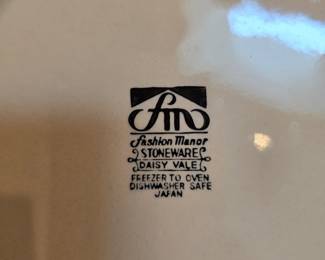 fm
Fashion Manor
STONEWARE
DAISY VALE
FREEZER TO OVEN
DISHWASHER SAFE
JAPAN